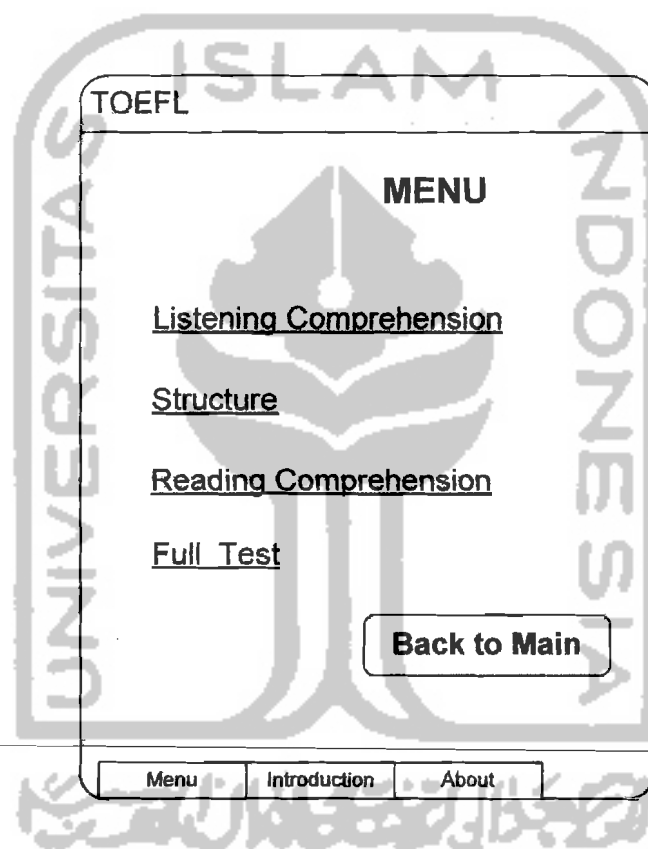 ISLAM
UNIVERSITAS
INDONESIA
TOEFL
MENU
Listening Comprehension
Structure
Reading Comprehension
Full Test
Back to Main
Menu Introduction About